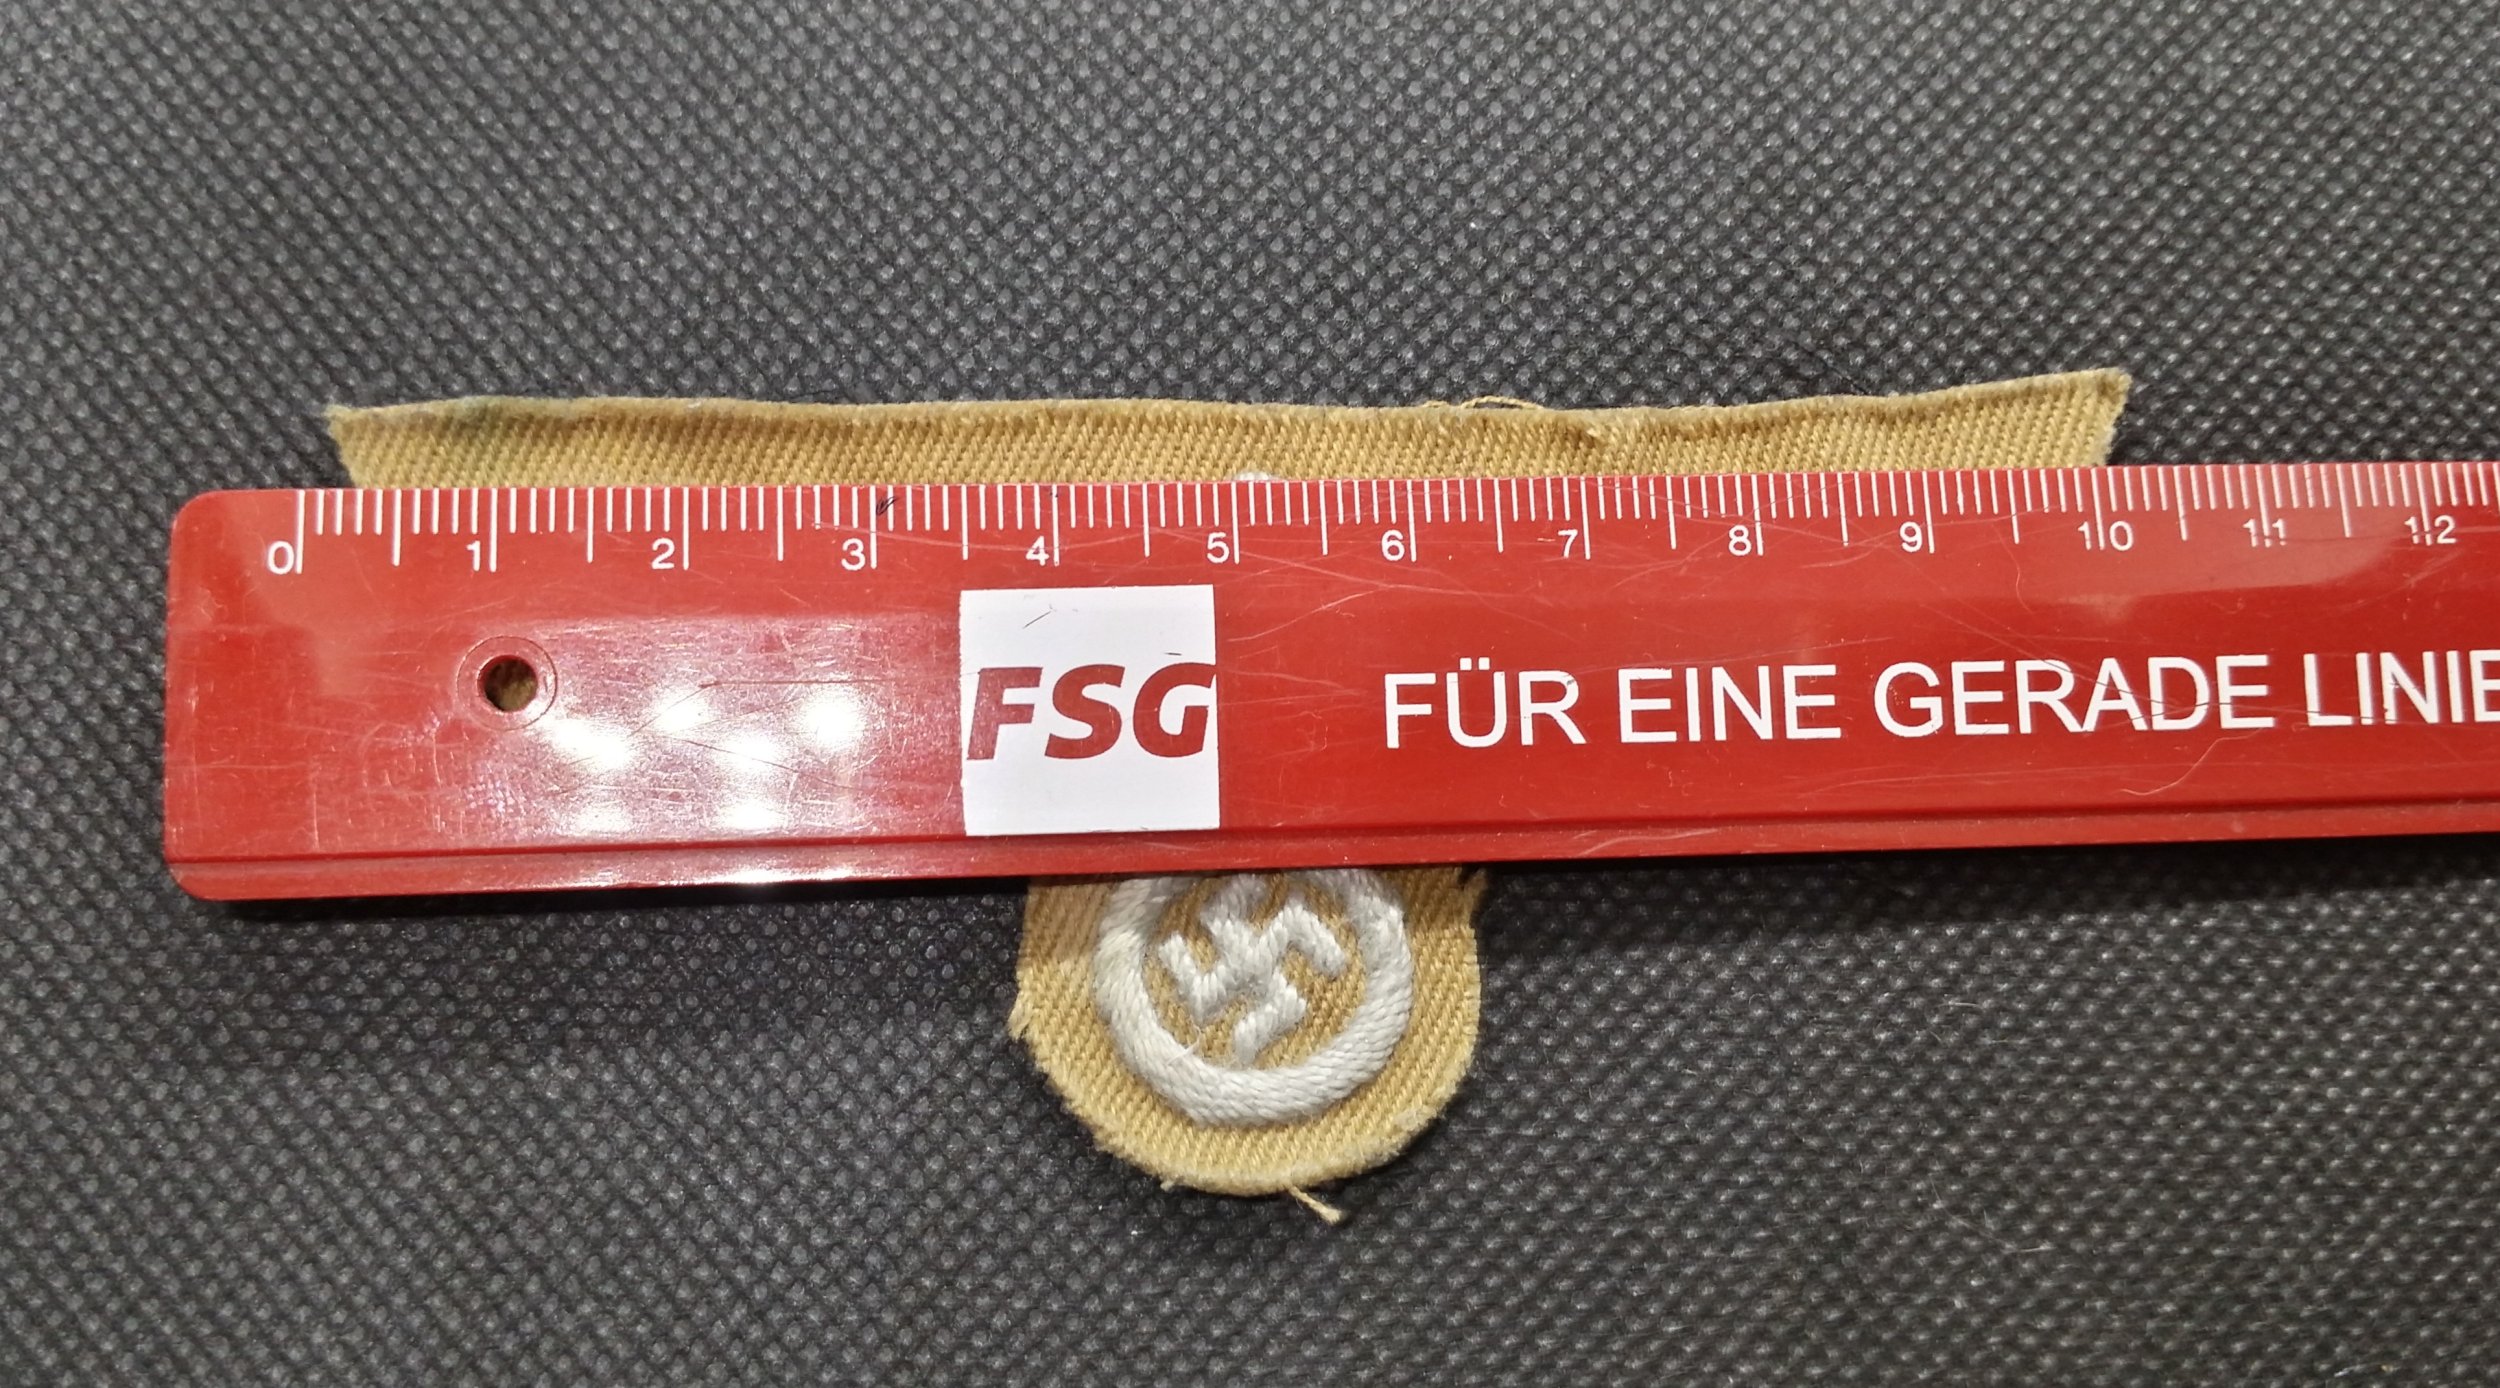 0 1 2 3 4 5 6 7 8 9 10 11 12
FSG FÜR EINE GERADE LINIE